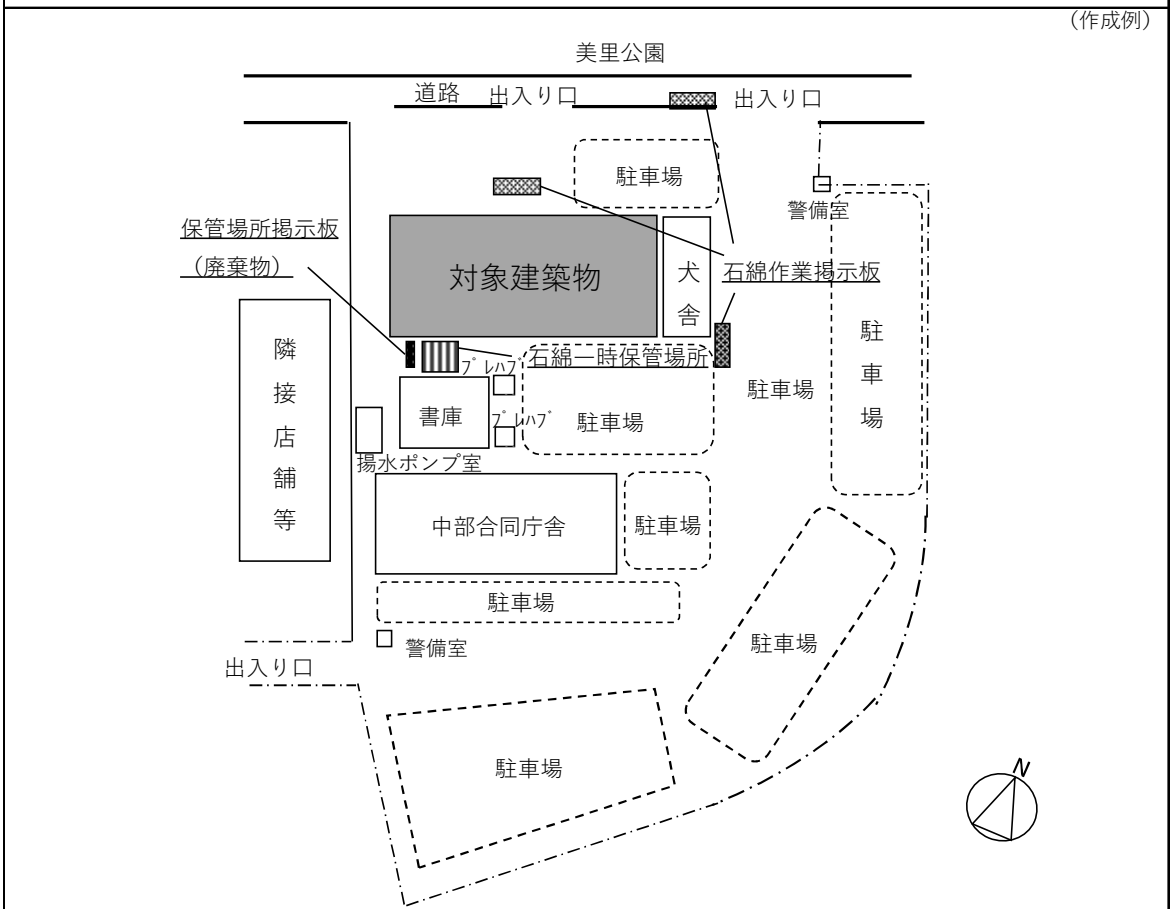 (作成例)
美里公園
道路
出入り口
出入り口
駐車場
警備室
保管場所掲示板
(廃棄物)
対象建築物
犬舎
石綿作業掲示板
駐車場
隣接店舗等
石綿一時保管場所
プレハブ
駐車場
書庫
プレハブ
駐車場
揚水ポンプ室
中部合同庁舎
駐車場
駐車場
警備室
駐車場
出入り口
駐車場
N